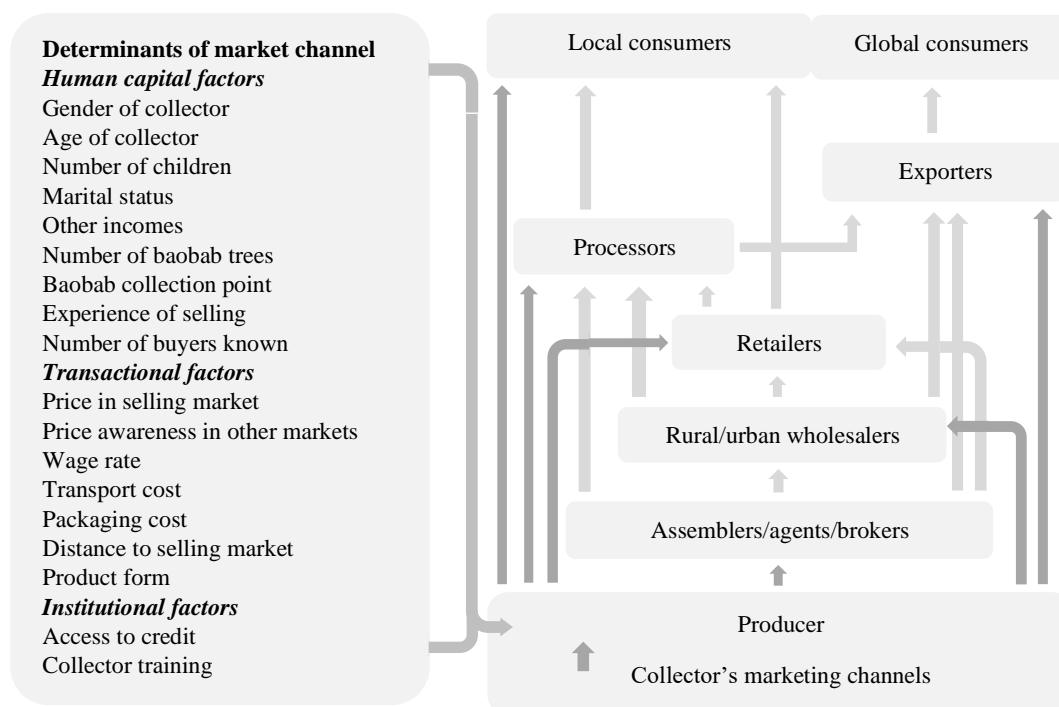 Determinants of market channel
Human capital factors
Gender of collector
Age of collector
Number of children
Marital status
Other incomes
Number of baobab trees
Baobab collection point
Experience of selling
Number of buyers known
Transactional factors
Price in selling market
Price awareness in other markets
Wage rate
Transport cost
Packaging cost
Distance to selling market
Product form
Institutional factors
Access to credit
Collector training
Local consumers
Global consumers
Exporters
Processors
Retailers
Rural/urban wholesalers
Assemblers/agents/brokers
Producer
Collector’s marketing channels